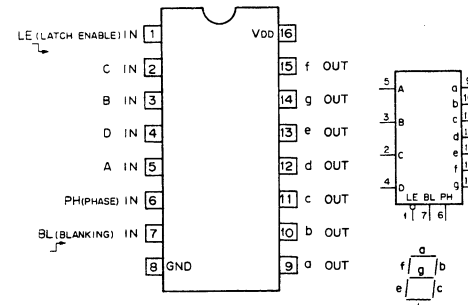 LE (LATCH ENABLE) IN 1
C IN 2
B IN 3
D IN 4
A IN 5
PH(PHASE) IN 6
BL(BLANKING) IN 7
8 GND
VDD 16
15 f OUT
14 g OUT
13 e OUT
12 d OUT
11 c OUT
10 b OUT
9 a OUT
5 A a 9
b
3 B c
d
2 C e
f
4 D g
LE BL PH
1 7 6
a
f g b
e c